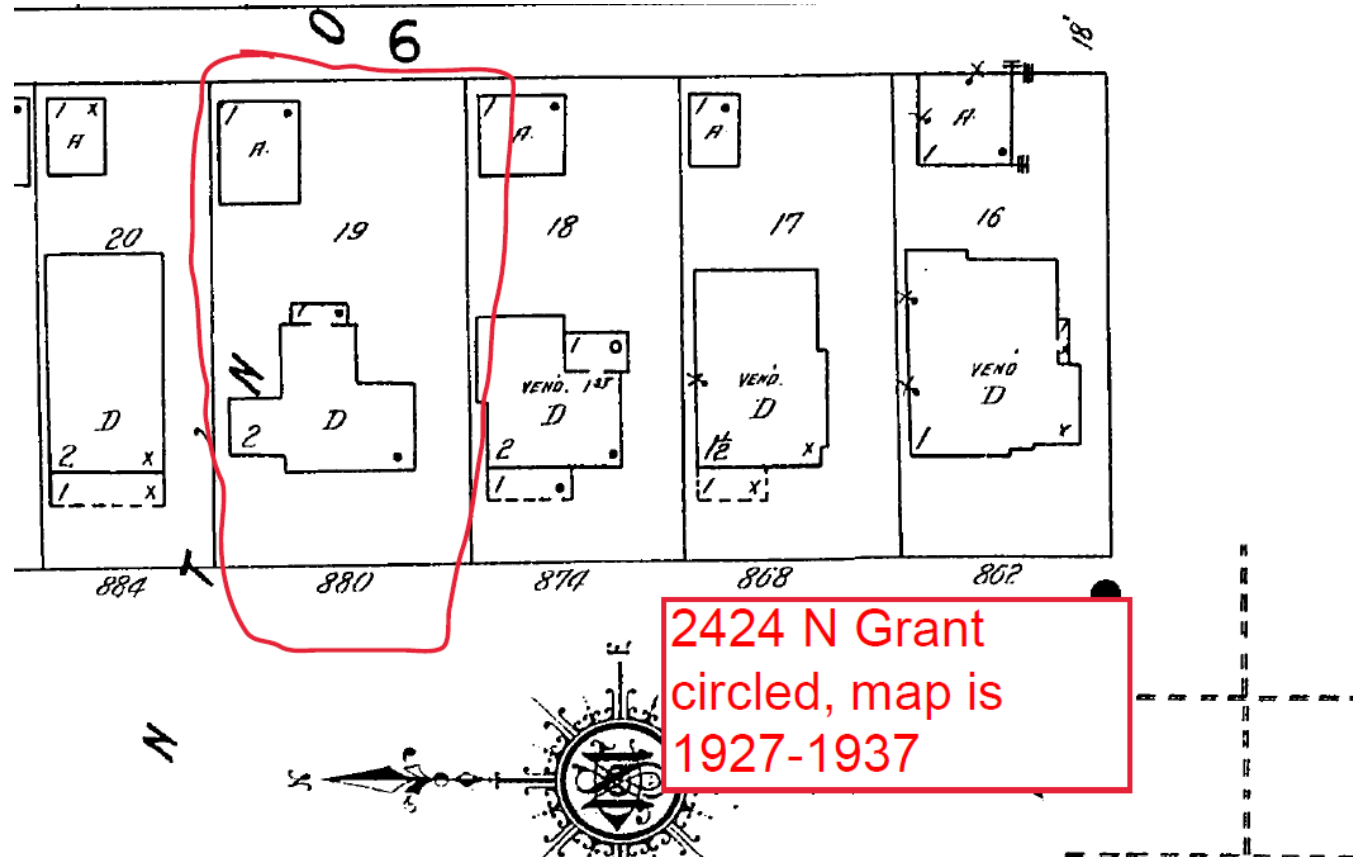 O 6
18'
1 x
A
1
A.
1
A.
1
A
A.
1
20
19
18
17
16
1
1
N
VEND. 1ST
VEND.
VEND
D
D
D
D
D
2 x
2
2
1½ x
1 x
1 x
1
1 x
T
884
880
874
868
862
2424 N Grant
circled, map is
1927-1937
E
N